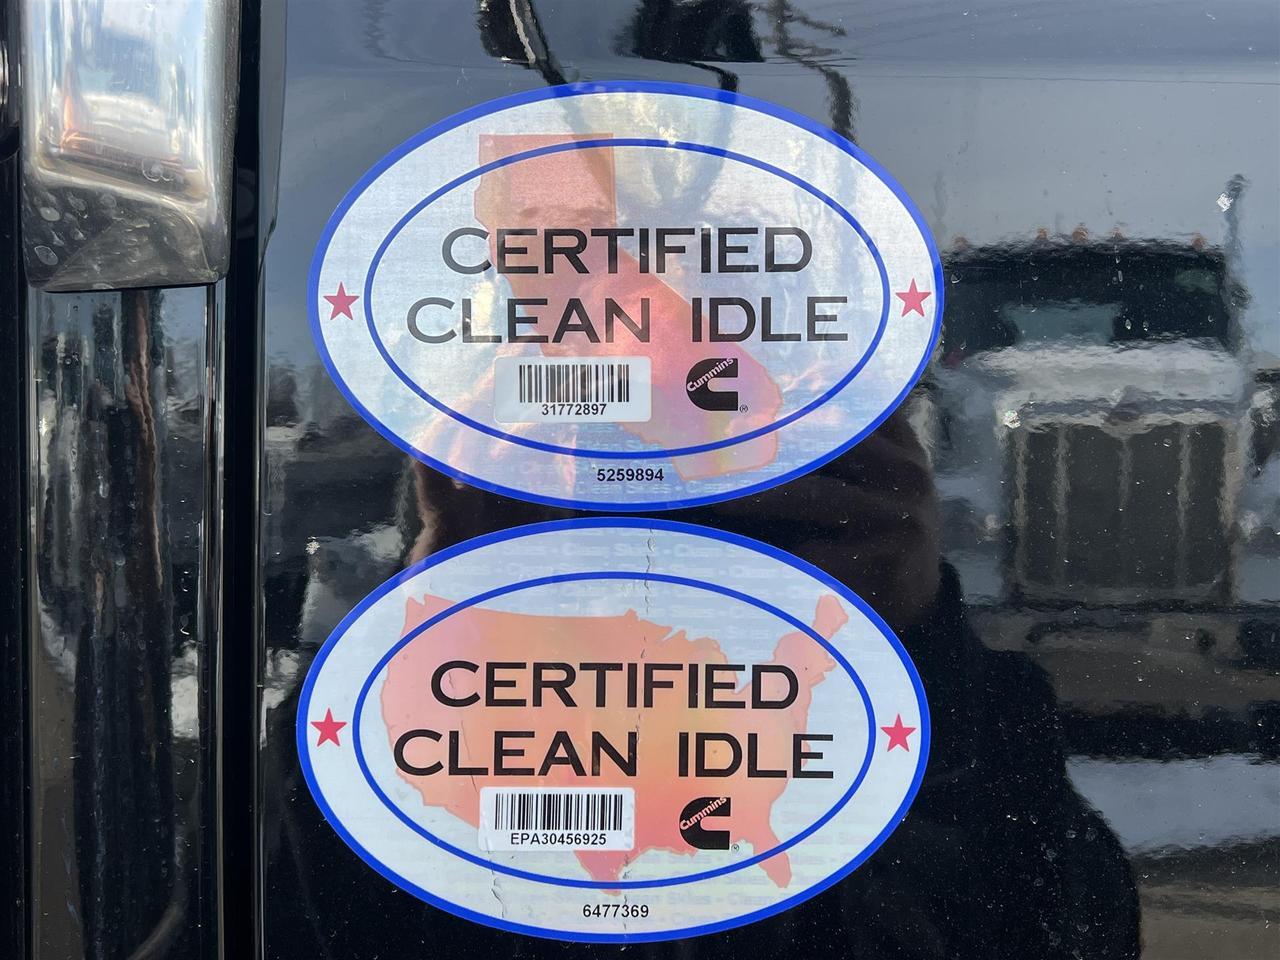 CERTIFIED
CLEAN IDLE
Cummins
31772897
®
5259894
CERTIFIED
CLEAN IDLE
Cummins
EPA30456925
®
6477369